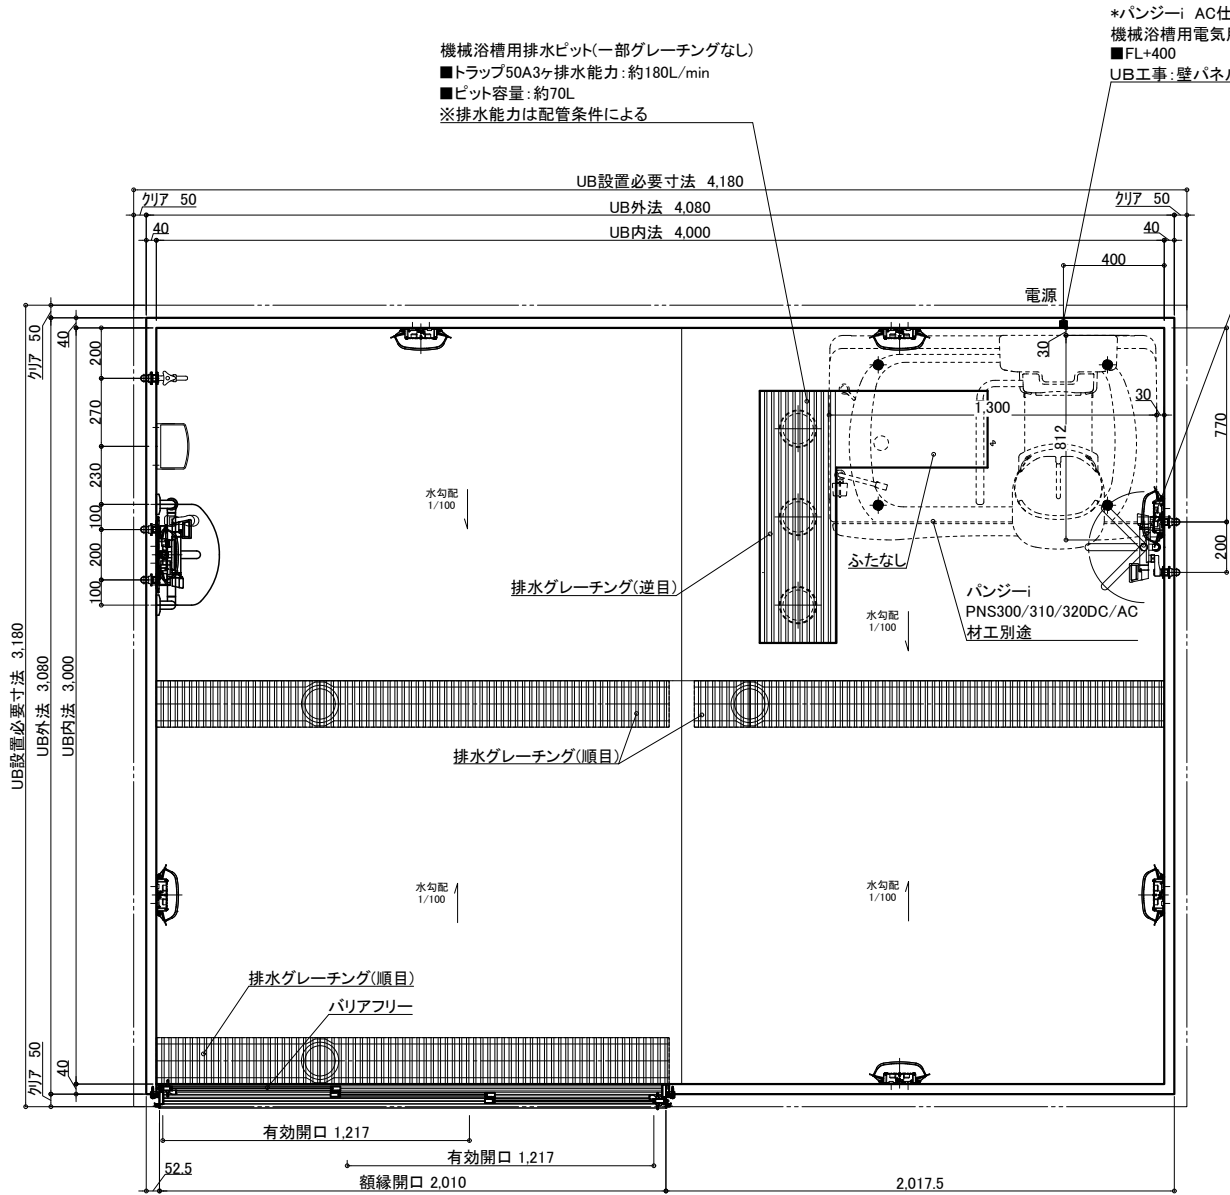 *パンジーi AC仕
機械浴槽用電気
■FL+400
UB工事:壁パネ
機械浴槽用排水ピット(一部グレーチングなし)
■トラップ50A3ヶ排水能力:約180L/min
■ピット容量:約70L
※排水能力は配管条件による
UB設置必要寸法 4,180
クリア 50
クリア 50
UB外法 4,080
40
40
UB内法 4,000
400
電源
クリア 50
40
200
270
230
100
200
100
30
1,300
30
812
770
200
水勾配
1/100
ふたなし
排水グレーチング(逆目)
パンジーi
PNS300/310/320DC/AC
材工別途
水勾配
1/100
UB設置必要寸法 3,180
UB外法 3,080
UB内法 3,000
排水グレーチング(順目)
水勾配
1/100
水勾配
1/100
排水グレーチング(順目)
バリアフリー
クリア 50
40
有効開口 1,217
有効開口 1,217
52.5
額縁開口 2,010
2,017.5